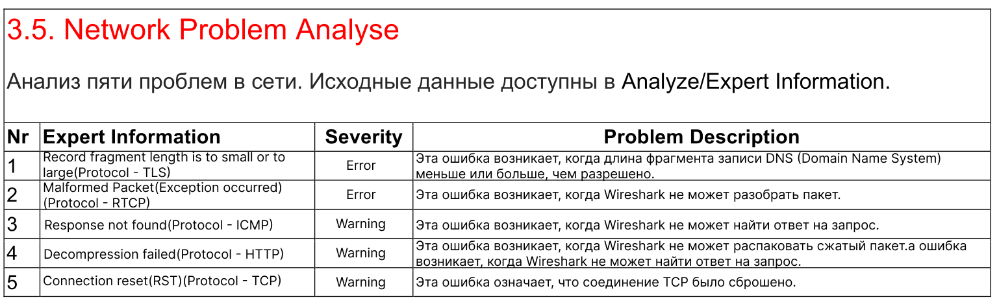 3.5. Network Problem Analyse
Анализ пяти проблем в сети. Исходные данные доступны в Analyze/Expert Information.
Nr Expert Information Severity Problem Description
1 Record fragment length is to small or to large(Protocol - TLS) Error Эта ошибка возникает, когда длина фрагмента записи DNS (Domain Name System) меньше или больше, чем разрешено.
2 Malformed Packet(Exception occurred) (Protocol - RTCP) Error Эта ошибка возникает, когда Wireshark не может разобрать пакет.
3 Response not found(Protocol - ICMP) Warning Эта ошибка возникает, когда Wireshark не может найти ответ на запрос.
4 Decompression failed(Protocol - HTTP) Warning Эта ошибка возникает, когда Wireshark не может распаковать сжатый пакет.а ошибка возникает, когда Wireshark не может найти ответ на запрос.
5 Connection reset(RST)(Protocol - TCP) Warning Эта ошибка означает, что соединение TCP было сброшено.